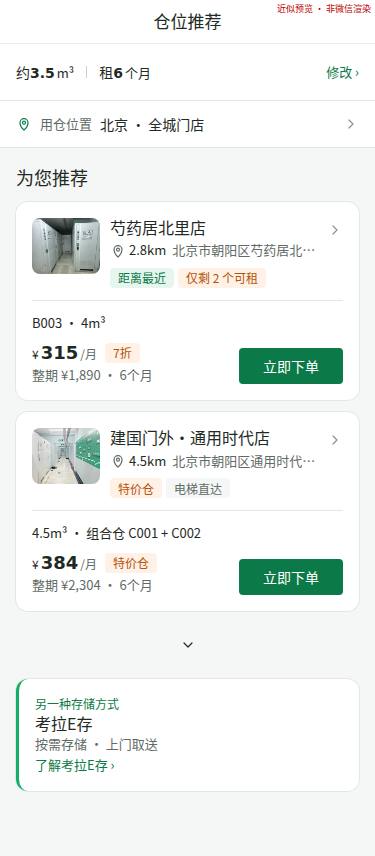 近似预览 · 非微信渲染
仓位推荐
约3.5m³ 租6个月 修改›
用仓位置 北京 · 全城门店
为您推荐
芍药居北里店
2.8km 北京市朝阳区芍药居北…
距离最近 仅剩 2 个可租
B003 · 4m³
¥315/月 7折
整期 ¥1,890 · 6个月
立即下单
建国门外·通用时代店
4.5km 北京市朝阳区通用时代…
特价仓 电梯直达
4.5m³ · 组合仓 C001 + C002
¥384/月 特价仓
整期 ¥2,304 · 6个月
立即下单
另一种存储方式
考拉E存
按需存储 · 上门取送
了解考拉E存›